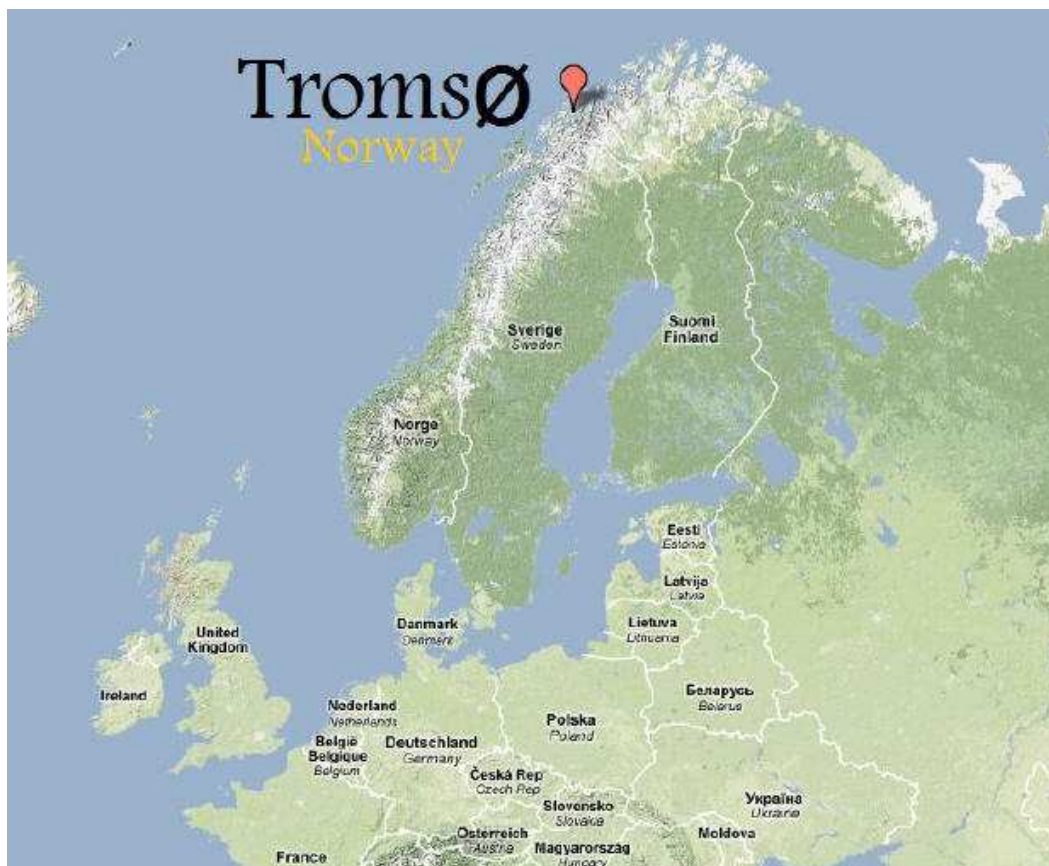 Tromsø
Norway
Sverige
Sweden
Suomi
Finland
Norge
Norway
Eesti
Estonia
Latvija
Latvia
Danmark
Denmark
Lietuva
Lithuania
United
Kingdom
Ireland
Nederland
Netherlands
Беларусь
Belarus
Polska
Poland
België
Belgique
Belgium
Deutschland
Germany
Česká Rep
Czech Rep
Slovensko
Slovakia
Україна
Ukraine
Österreich
Austria
Moldova
Magyarország
Hungary
France